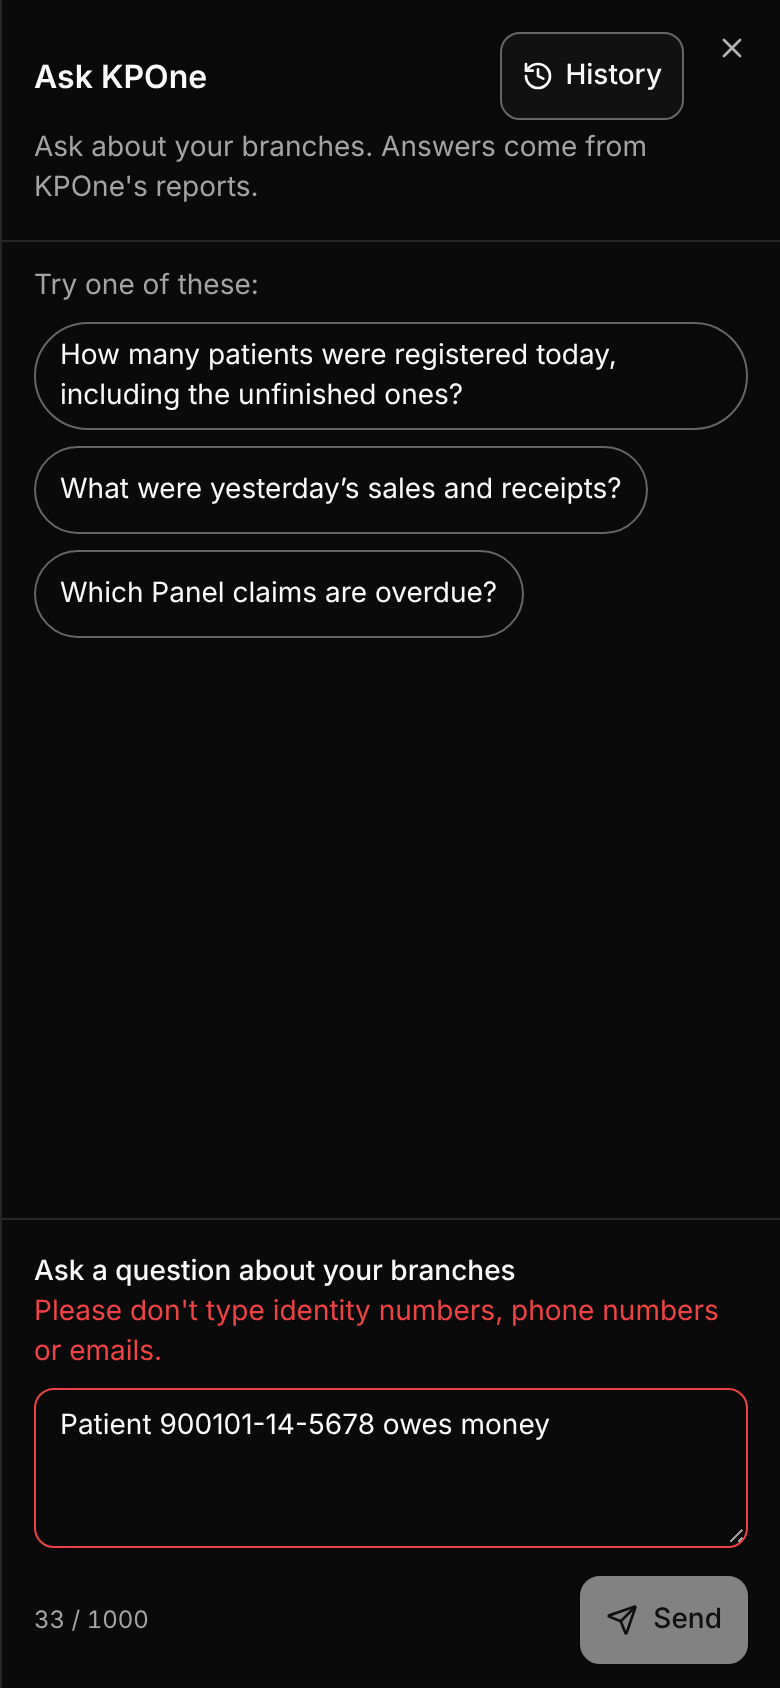 Ask KPOne
History
Ask about your branches. Answers come from
KPOne's reports.
Try one of these:
How many patients were registered today,
including the unfinished ones?
What were yesterday’s sales and receipts?
Which Panel claims are overdue?
Ask a question about your branches
Please don't type identity numbers, phone numbers
or emails.
Patient 900101-14-5678 owes money
33 / 1000
Send